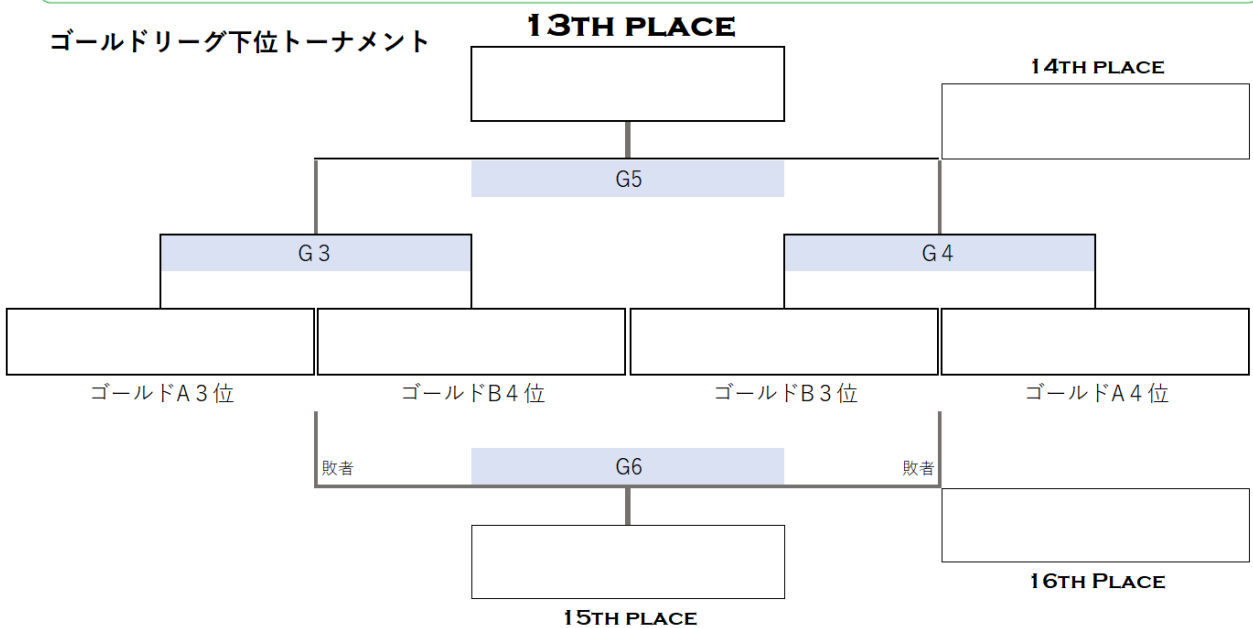 13TH PLACE
ゴールドリーグ下位トーナメント
14TH PLACE
G5
G3
G4
ゴールドA3位
ゴールドB4位
ゴールドB3位
ゴールドA4位
敗者
G6
敗者
16TH PLACE
15TH PLACE